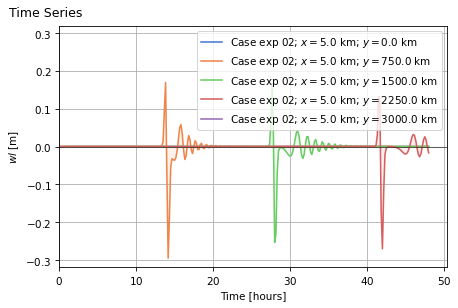 Time Series
Case exp 02; x = 5.0 km; y = 0.0 km
Case exp 02; x = 5.0 km; y = 750.0 km
Case exp 02; x = 5.0 km; y = 1500.0 km
Case exp 02; x = 5.0 km; y = 2250.0 km
Case exp 02; x = 5.0 km; y = 3000.0 km
wl [m]
0.3
0.2
0.1
0.0
−0.1
−0.2
−0.3
0 10 20 30 40 50
Time [hours]